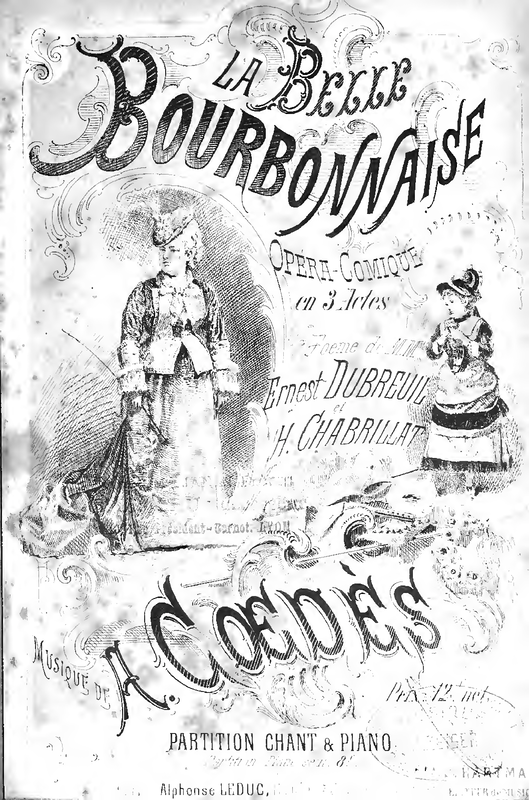 LA BELLE
BOURBONNAISE
OPÉRA-COMIQUE
en 3 Actes
Poëme de MM.
Ernest DUBREUIL
et
H. CHABRILLAT
MUSIQUE DE
A. COEDÈS
Prix: 12 net.
PARTITION CHANT & PIANO
Alphonse LEDUC,